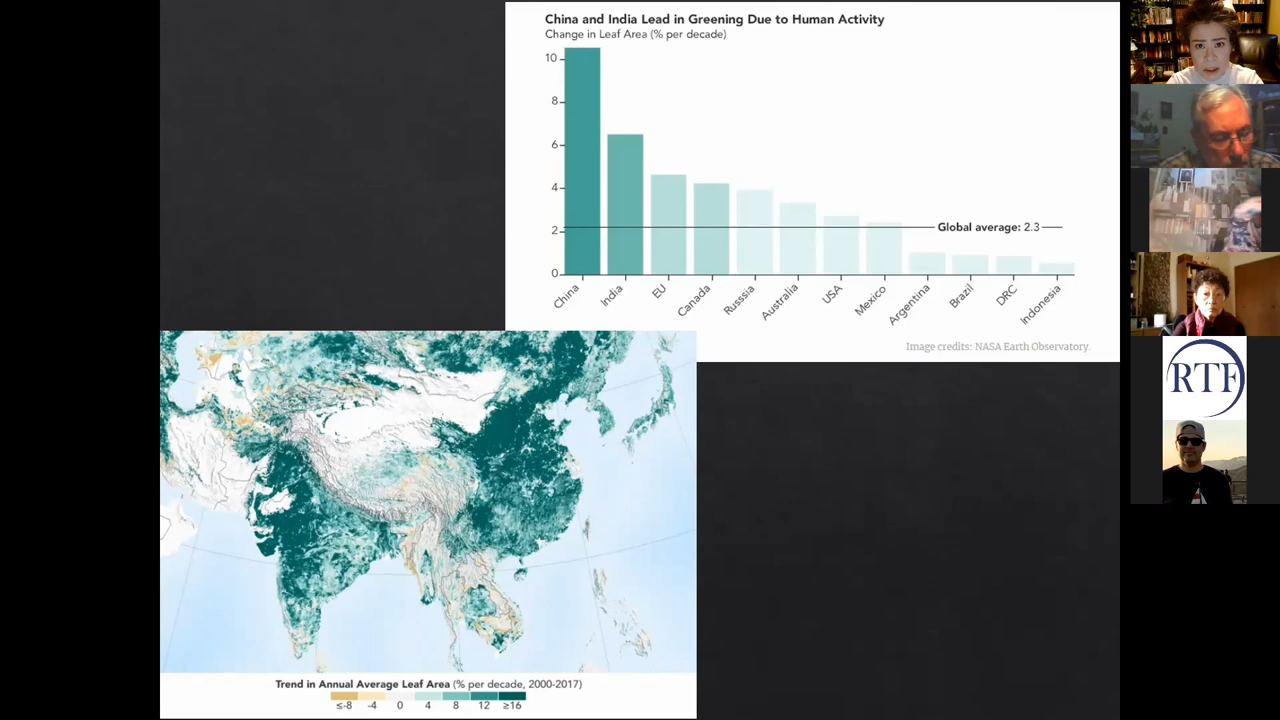 China and India Lead in Greening Due to Human Activity
Change in Leaf Area (% per decade)
10
8
6
4
2
0
Global average: 2.3
China
India
EU
Canada
Russsia
Australia
USA
Mexico
Argentina
Brazil
DRC
Indonesia
Image credits: NASA Earth Observatory.
Trend in Annual Average Leaf Area (% per decade, 2000-2017)
≤-8 -4 0 4 8 12 ≥16
RTF